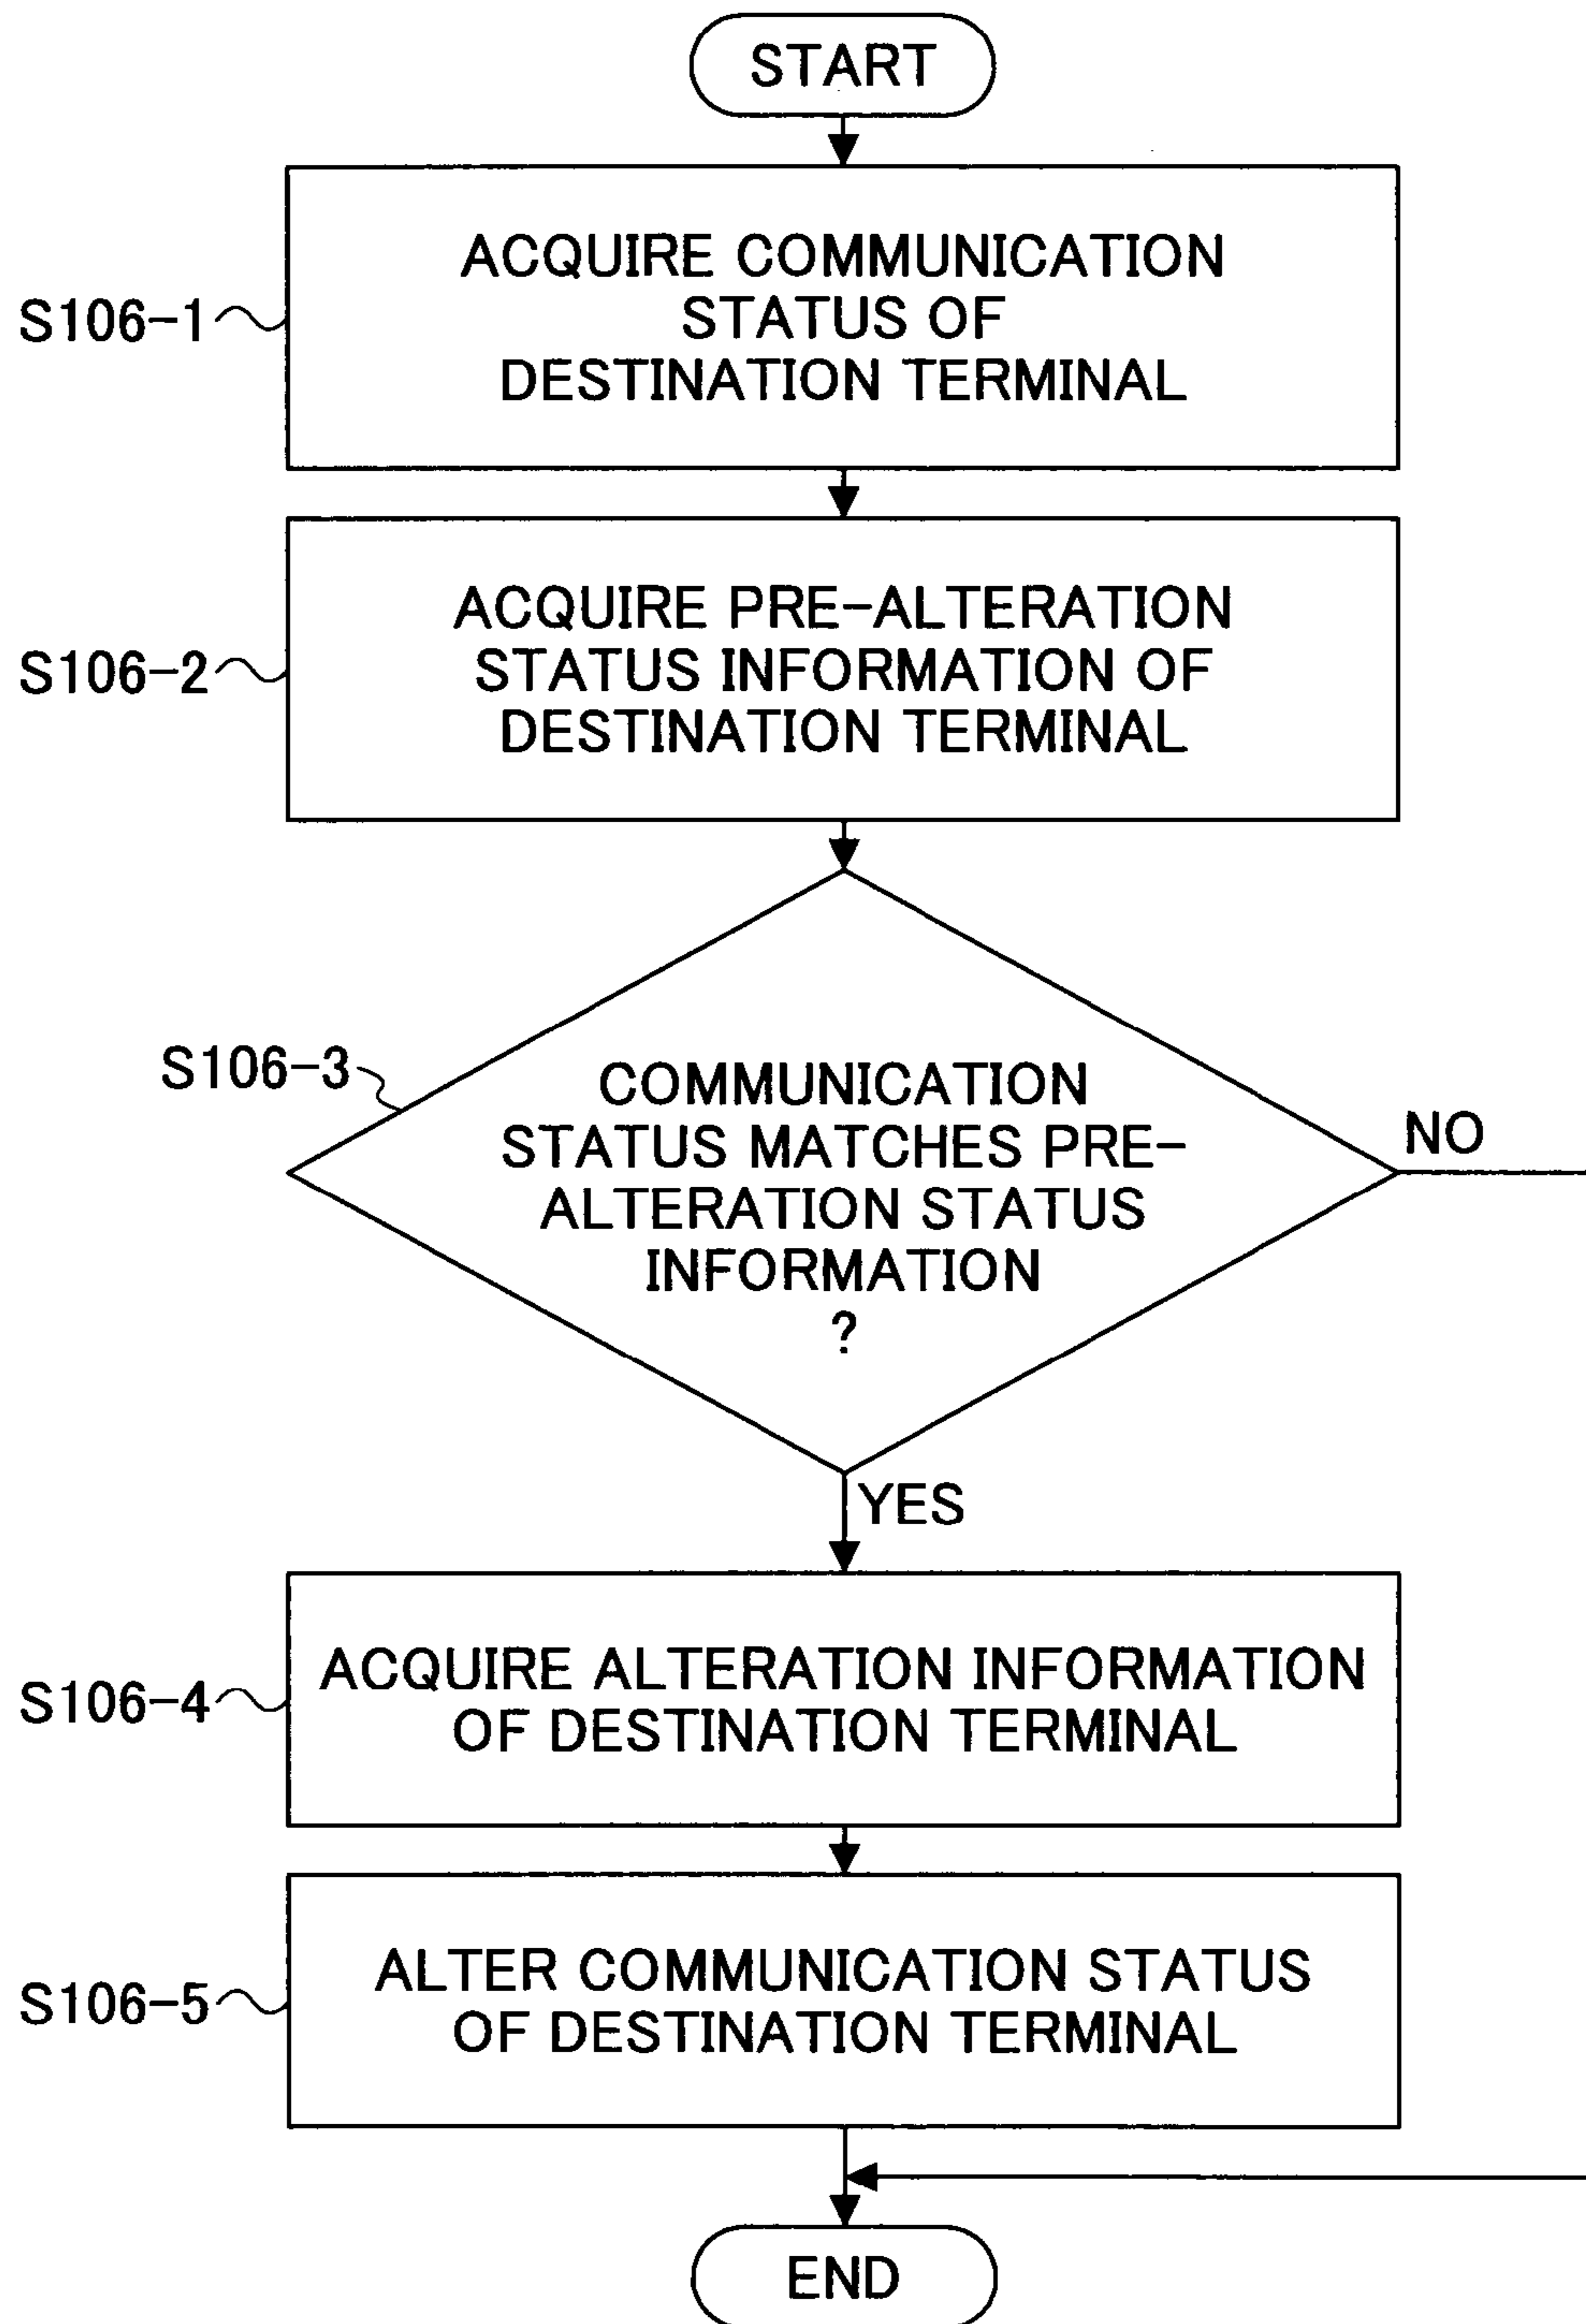 START
ACQUIRE COMMUNICATION
STATUS OF
DESTINATION TERMINAL
S106-1
ACQUIRE PRE-ALTERATION
STATUS INFORMATION OF
DESTINATION TERMINAL
S106-2
S106-3
COMMUNICATION
STATUS MATCHES PRE-
ALTERATION STATUS
INFORMATION
?
NO
YES
ACQUIRE ALTERATION INFORMATION
OF DESTINATION TERMINAL
S106-4
ALTER COMMUNICATION STATUS
OF DESTINATION TERMINAL
S106-5
END